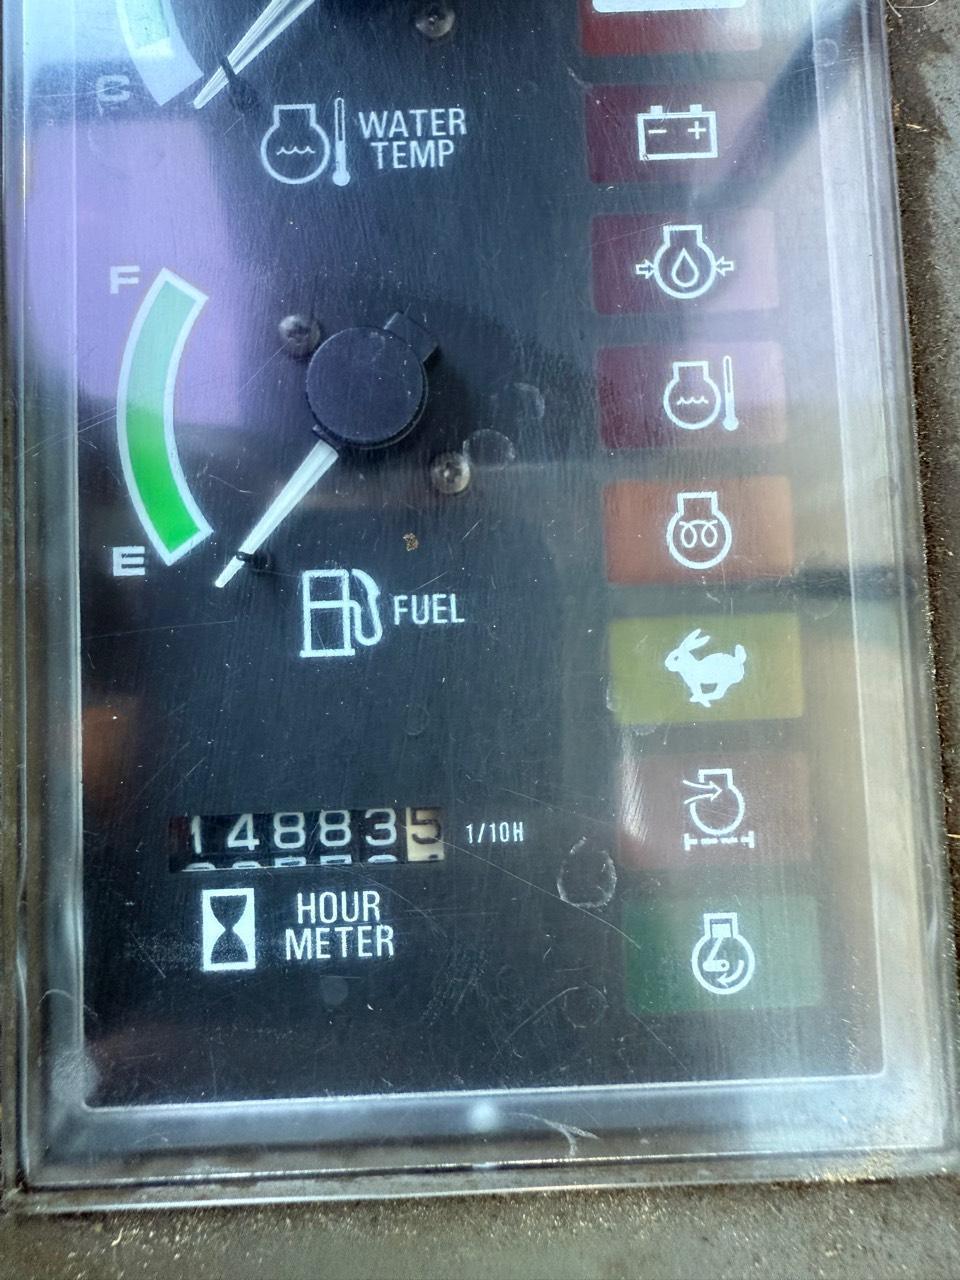 C
WATER
TEMP
- +
F
E
FUEL
148835 1/10H
HOUR
METER